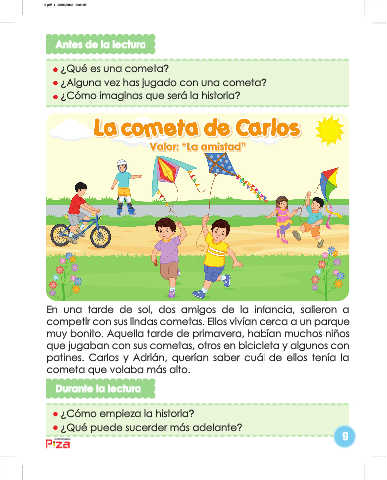 Antes de la lectura
¿Qué es una cometa?
¿Alguna vez has jugado con una cometa?
¿Cómo imaginas que será la historia?
La cometa de Carlos
Valor: "La amistad"
En una tarde de sol, dos amigos de la infancia, salieron a
competir con sus lindas cometas. Ellos vivían cerca a un parque
muy bonito. Aquella tarde de primavera, habían muchos niños
que jugaban con sus cometas, otros en bicicleta y algunos con
patines. Carlos y Adrián, querían saber cuál de ellos tenía la
cometa que volaba más alto.
Durante la lectura
¿Cómo empieza la historia?
¿Qué puede sucerder más adelante?
9